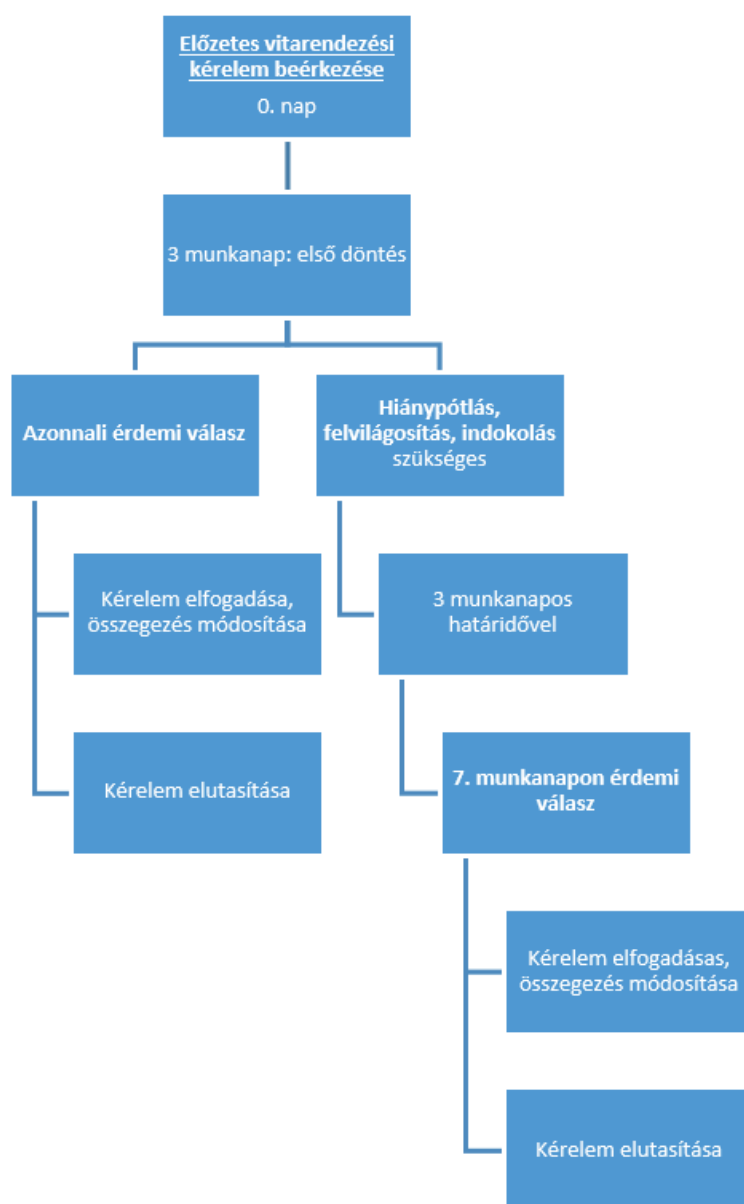 Előzetes vitarendezési
kérelem beérkezése
0. nap
3 munkanap: első döntés
Azonnali érdemi válasz
Hiánypótlás,
felvilágosítás, indokolás
szükséges
Kérelem elfogadása,
összegezés módosítása
3 munkanapos
határidővel
Kérelem elutasítása
7. munkanapon érdemi
válasz
Kérelem elfogadásas,
összegezés módosítása
Kérelem elutasítása